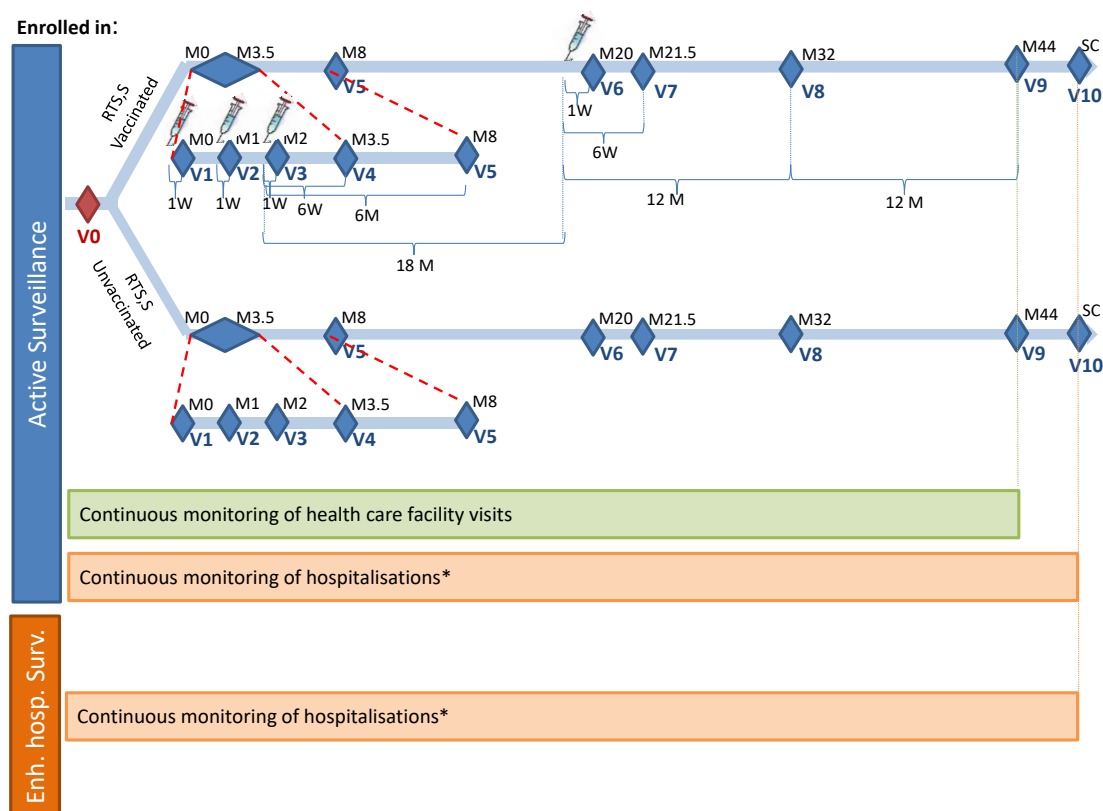 Enrolled in:
Active Surveillance
Enh. hosp. Surv.
V0
RTS,S
Vaccinated
M0
M3.5
M8
V5
M20
V6
M21.5
V7
M32
V8
M44
V9
SC
V10
1W
6W
12 M
12 M
M0
V1
M1
V2
M2
V3
M3.5
V4
M8
V5
1W
1W
1W
6W
6M
18 M
RTS,S
Unvaccinated
M0
M3.5
M8
V5
M20
V6
M21.5
V7
M32
V8
M44
V9
SC
V10
M0
V1
M1
V2
M2
V3
M3.5
V4
M8
V5
Continuous monitoring of health care facility visits
Continuous monitoring of hospitalisations*
Continuous monitoring of hospitalisations*